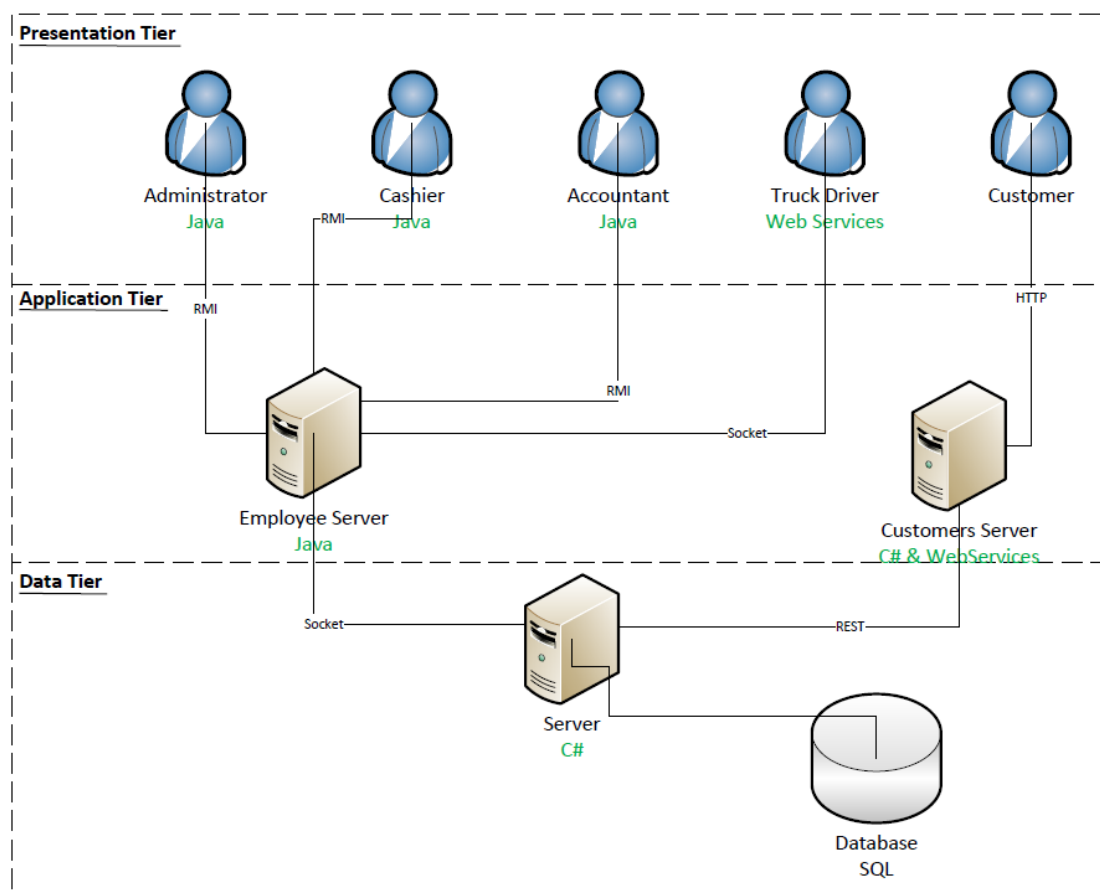 Presentation Tier
Administrator
Java
Cashier
Java
Accountant
Java
Truck Driver
Web Services
Customer
RMI
Application Tier
RMI
HTTP
RMI
Socket
Employee Server
Java
Customers Server
C# & WebServices
Data Tier
Socket
REST
Server
C#
Database
SQL